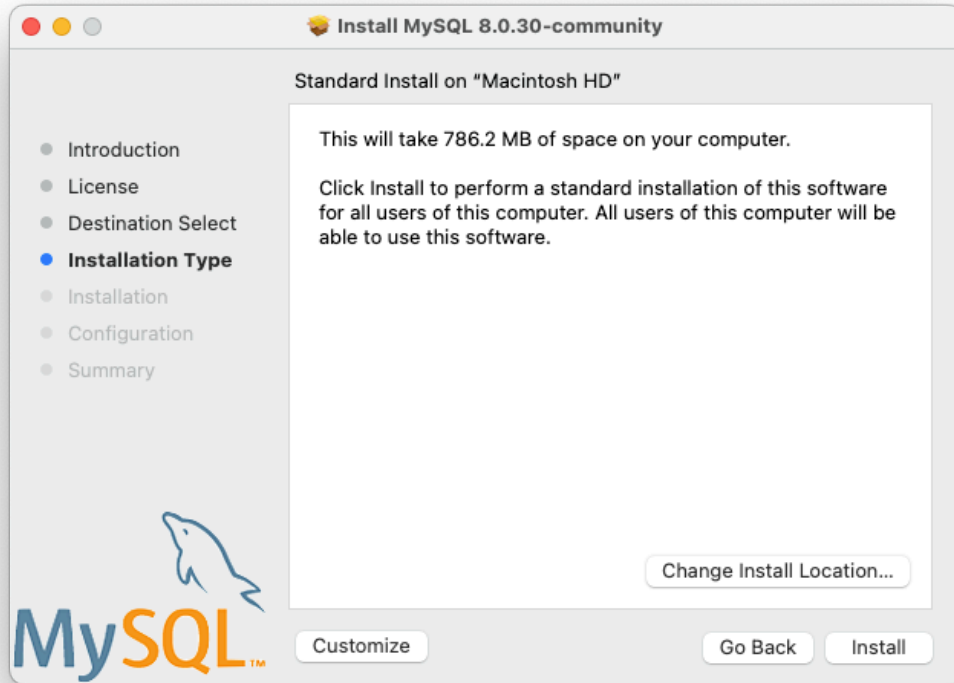 Install MySQL 8.0.30-community
Standard Install on “Macintosh HD”
Introduction
License
Destination Select
Installation Type
Installation
Configuration
Summary
This will take 786.2 MB of space on your computer.
Click Install to perform a standard installation of this software
for all users of this computer. All users of this computer will be
able to use this software.
Change Install Location...
MySQL™
Customize
Go Back
Install